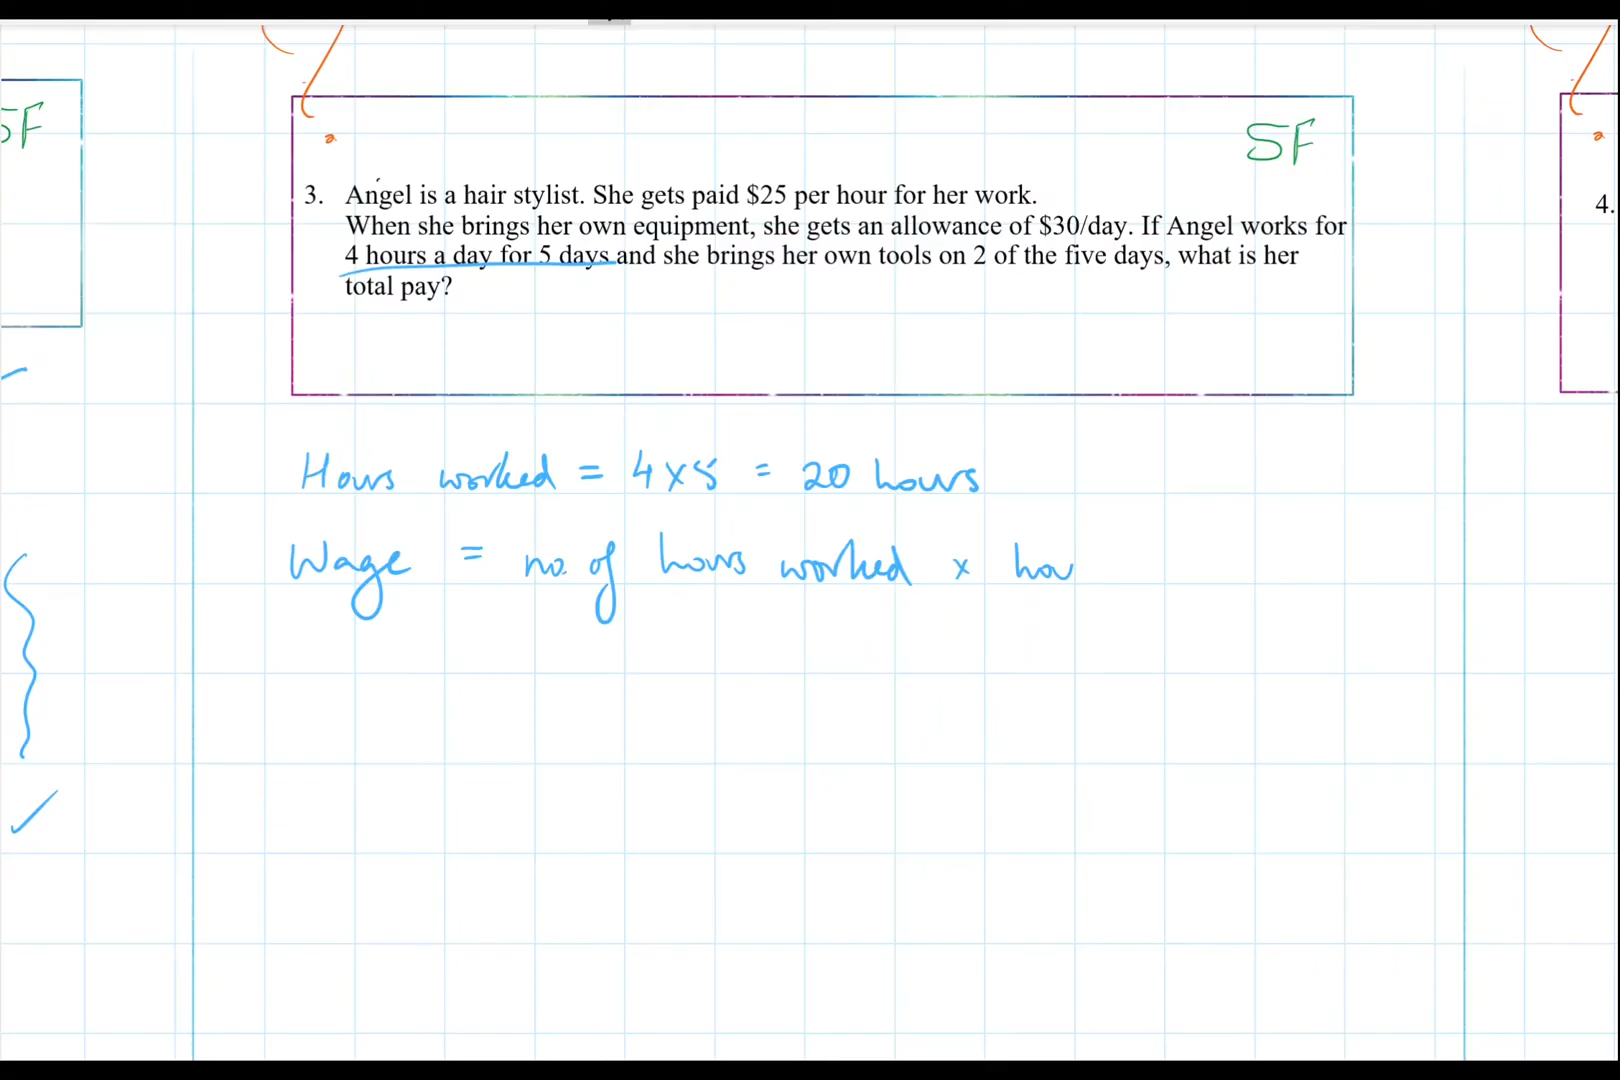 SF
SF
3. Angel is a hair stylist. She gets paid $25 per hour for her work.
When she brings her own equipment, she gets an allowance of $30/day. If Angel works for
4 hours a day for 5 days and she brings her own tools on 2 of the five days, what is her
total pay?
4.
Hours worked = 4 x 5 = 20 hours
Wage = no. of hours worked x hou